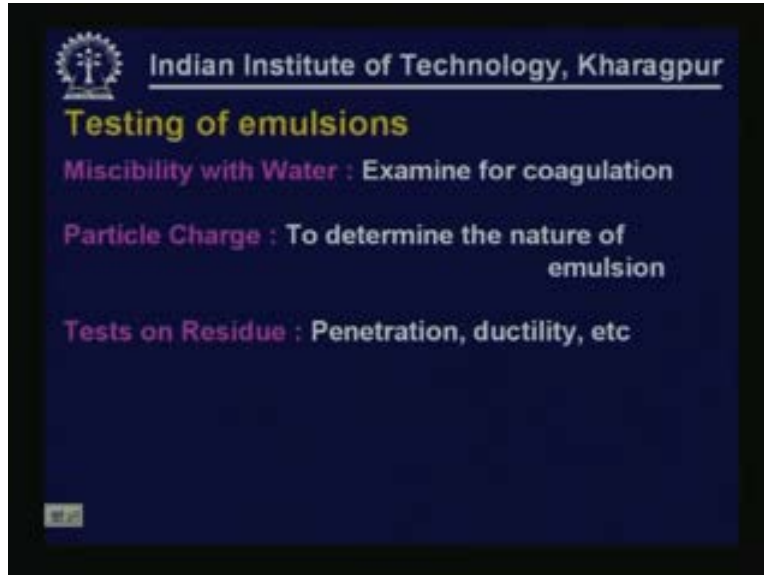 Indian Institute of Technology, Kharagpur
Testing of emulsions
Miscibility with Water : Examine for coagulation
Particle Charge : To determine the nature of
emulsion
Tests on Residue : Penetration, ductility, etc